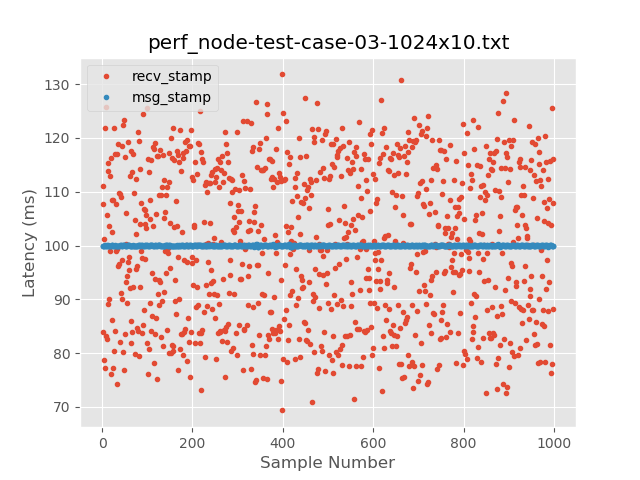 perf_node-test-case-03-1024x10.txt
recv_stamp
msg_stamp
130
120
110
100
90
80
70
Latency (ms)
0 200 400 600 800 1000
Sample Number